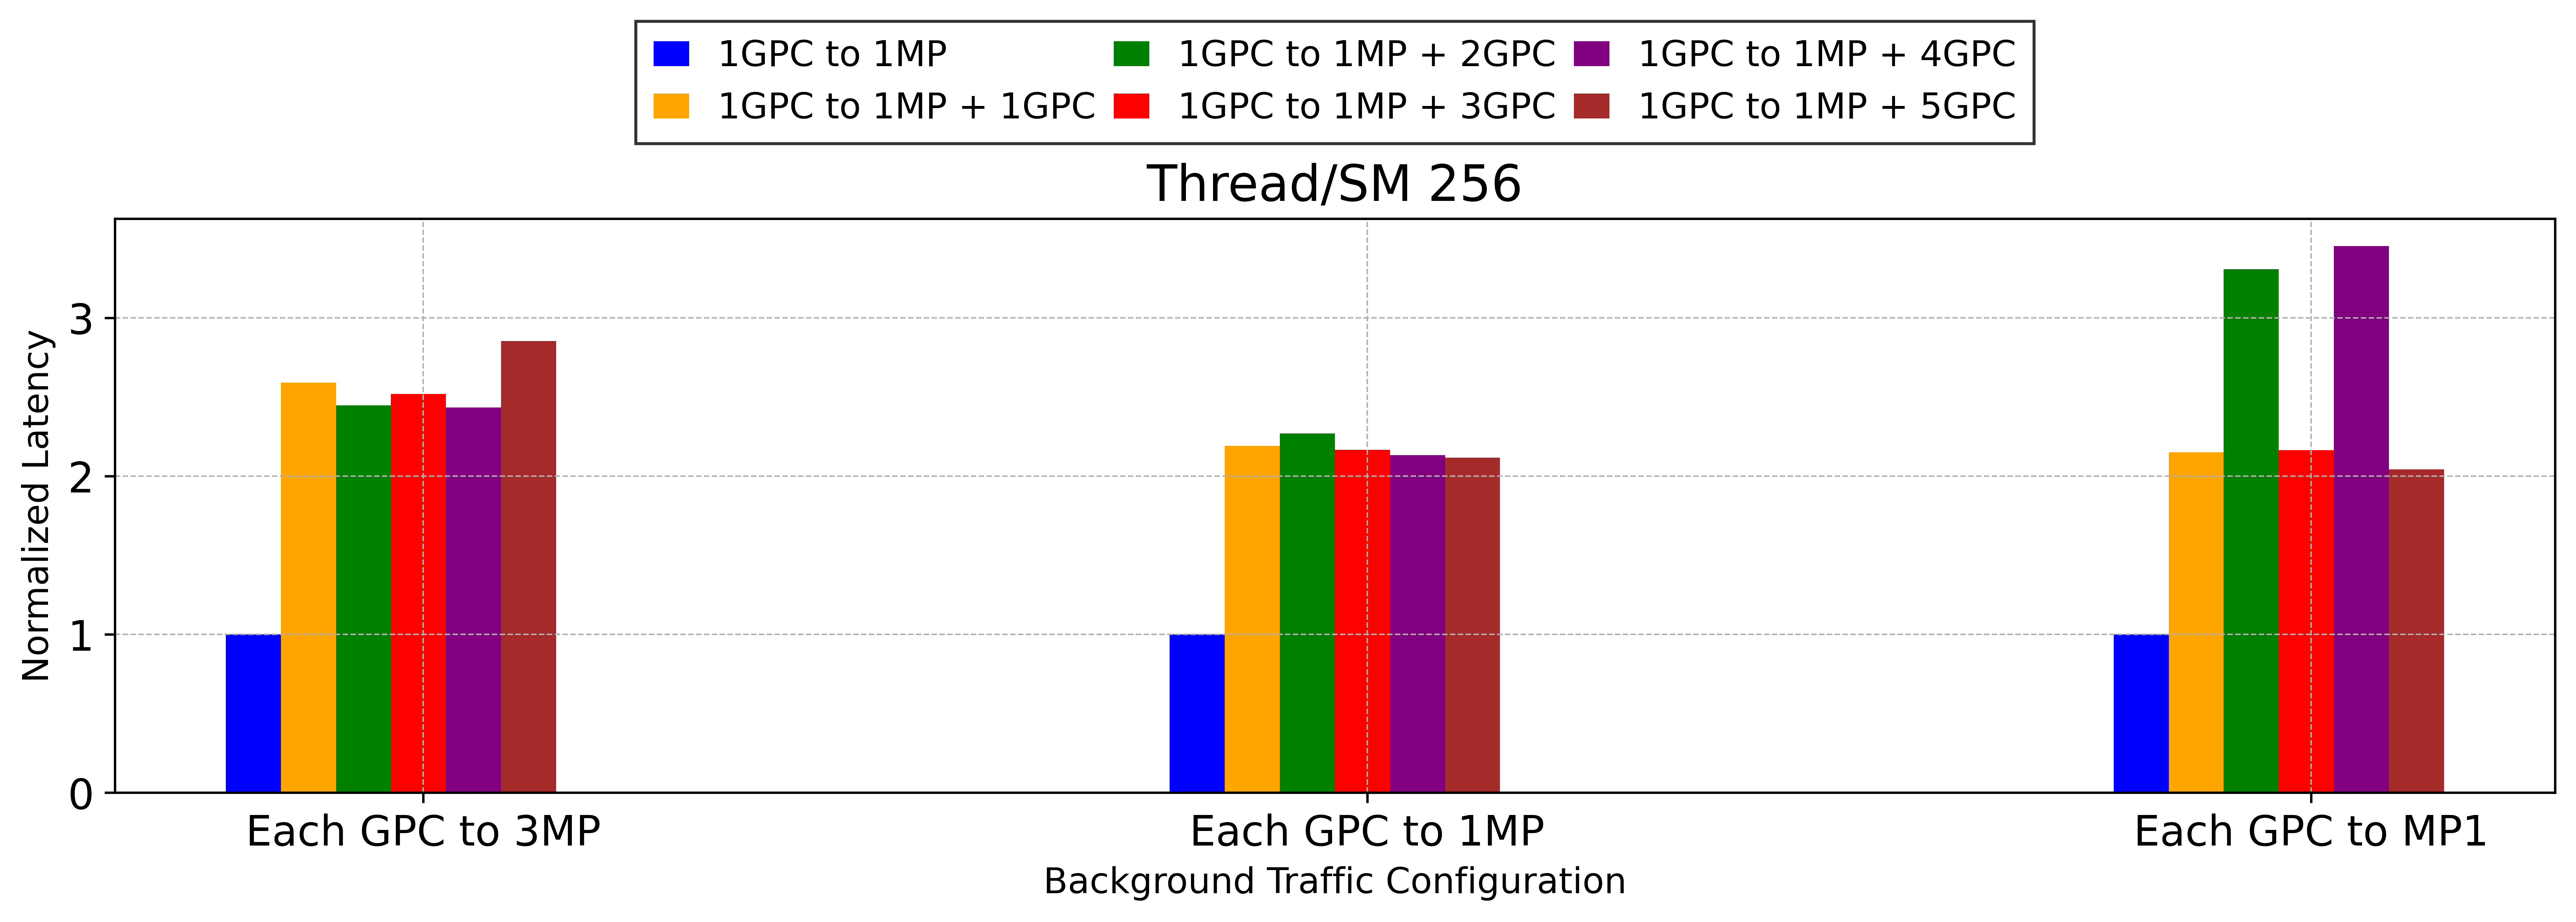 1GPC to 1MP
1GPC to 1MP + 1GPC
1GPC to 1MP + 2GPC
1GPC to 1MP + 3GPC
1GPC to 1MP + 4GPC
1GPC to 1MP + 5GPC
Thread/SM 256
Normalized Latency
3
2
1
0
Each GPC to 3MP
Each GPC to 1MP
Each GPC to MP1
Background Traffic Configuration